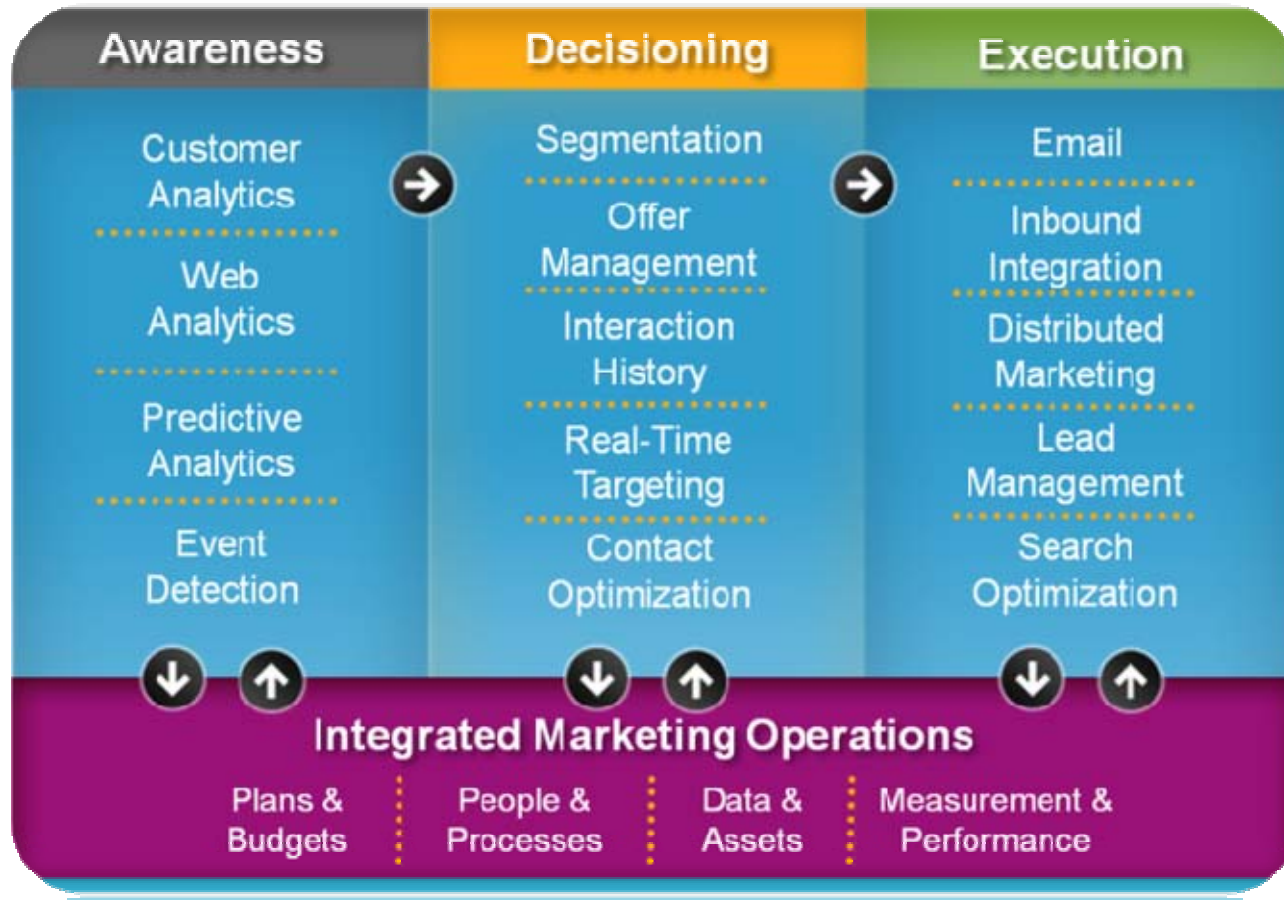 Awareness
Customer
Analytics
Web
Analytics
Predictive
Analytics
Event
Detection
Decisioning
Segmentation
Offer
Management
Interaction
History
Real-Time
Targeting
Contact
Optimization
Execution
Email
Inbound
Integration
Distributed
Marketing
Lead
Management
Search
Optimization
Integrated Marketing Operations
Plans &
Budgets
People &
Processes
Data &
Assets
Measurement &
Performance